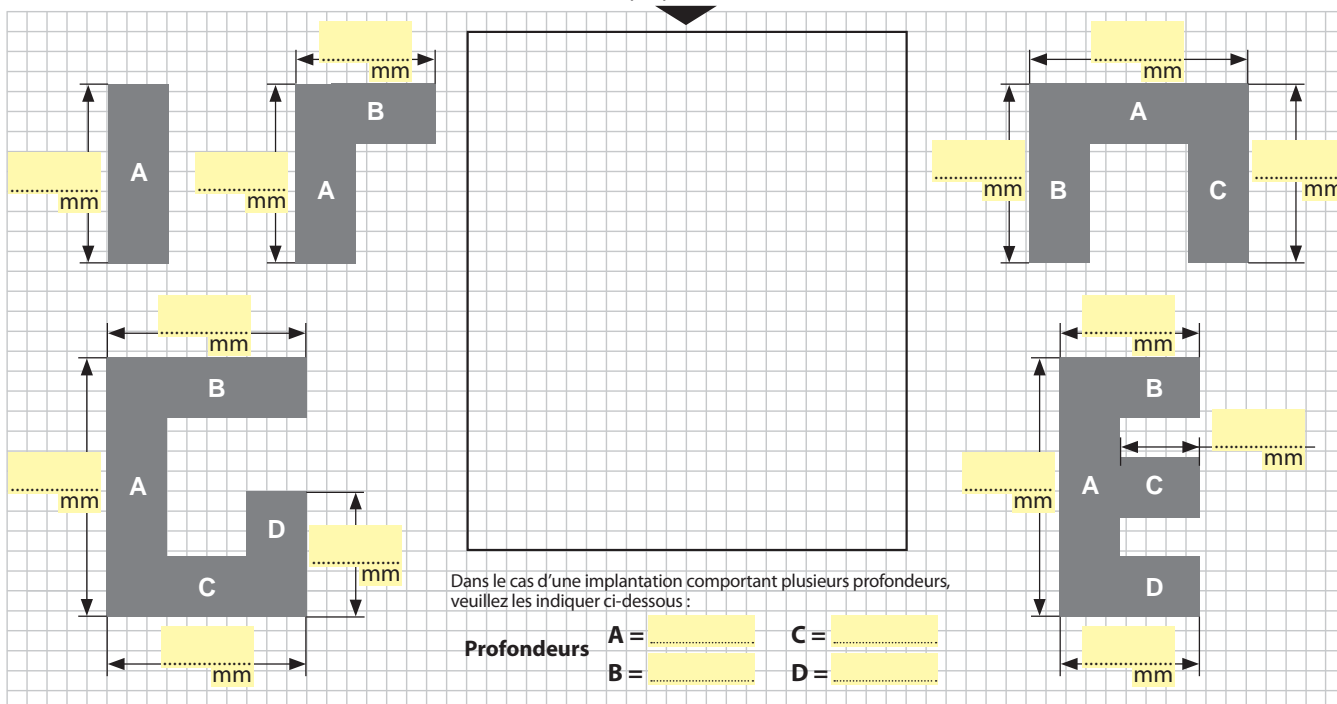 mm
mm
B
A
A
B
C
A
mm
mm
mm
mm
mm
mm
B
B
mm
A
A
C
mm
mm
D
mm
C
D
Dans le cas d’une implantation comportant plusieurs profondeurs,
veuillez les indiquer ci-dessous :
Profondeurs
A = ....................
C = ....................
B = ....................
D = ....................
mm
mm